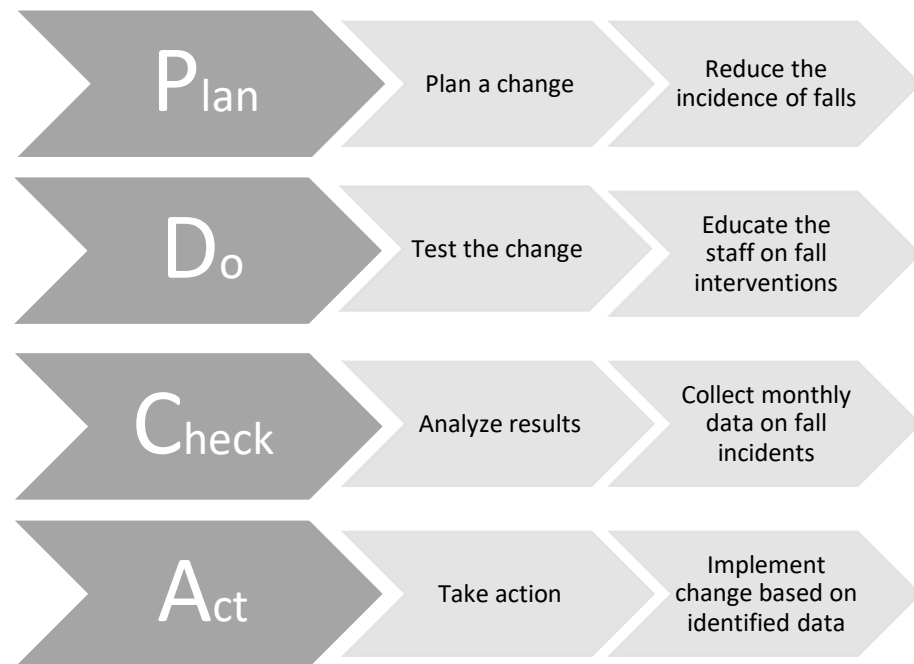 Plan
Plan a change
Reduce the
incidence of falls
Do
Test the change
Educate the
staff on fall
interventions
Check
Analyze results
Collect monthly
data on fall
incidents
Act
Take action
Implement
change based on
identified data